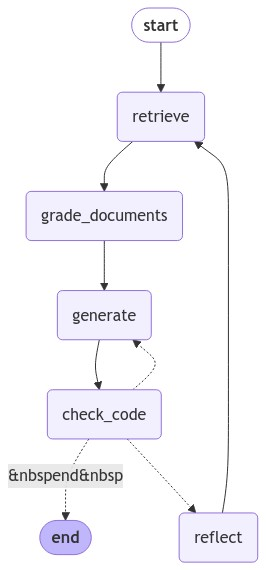 start
retrieve
grade_documents
generate
check_code
&nbspend&nbsp
end
reflect